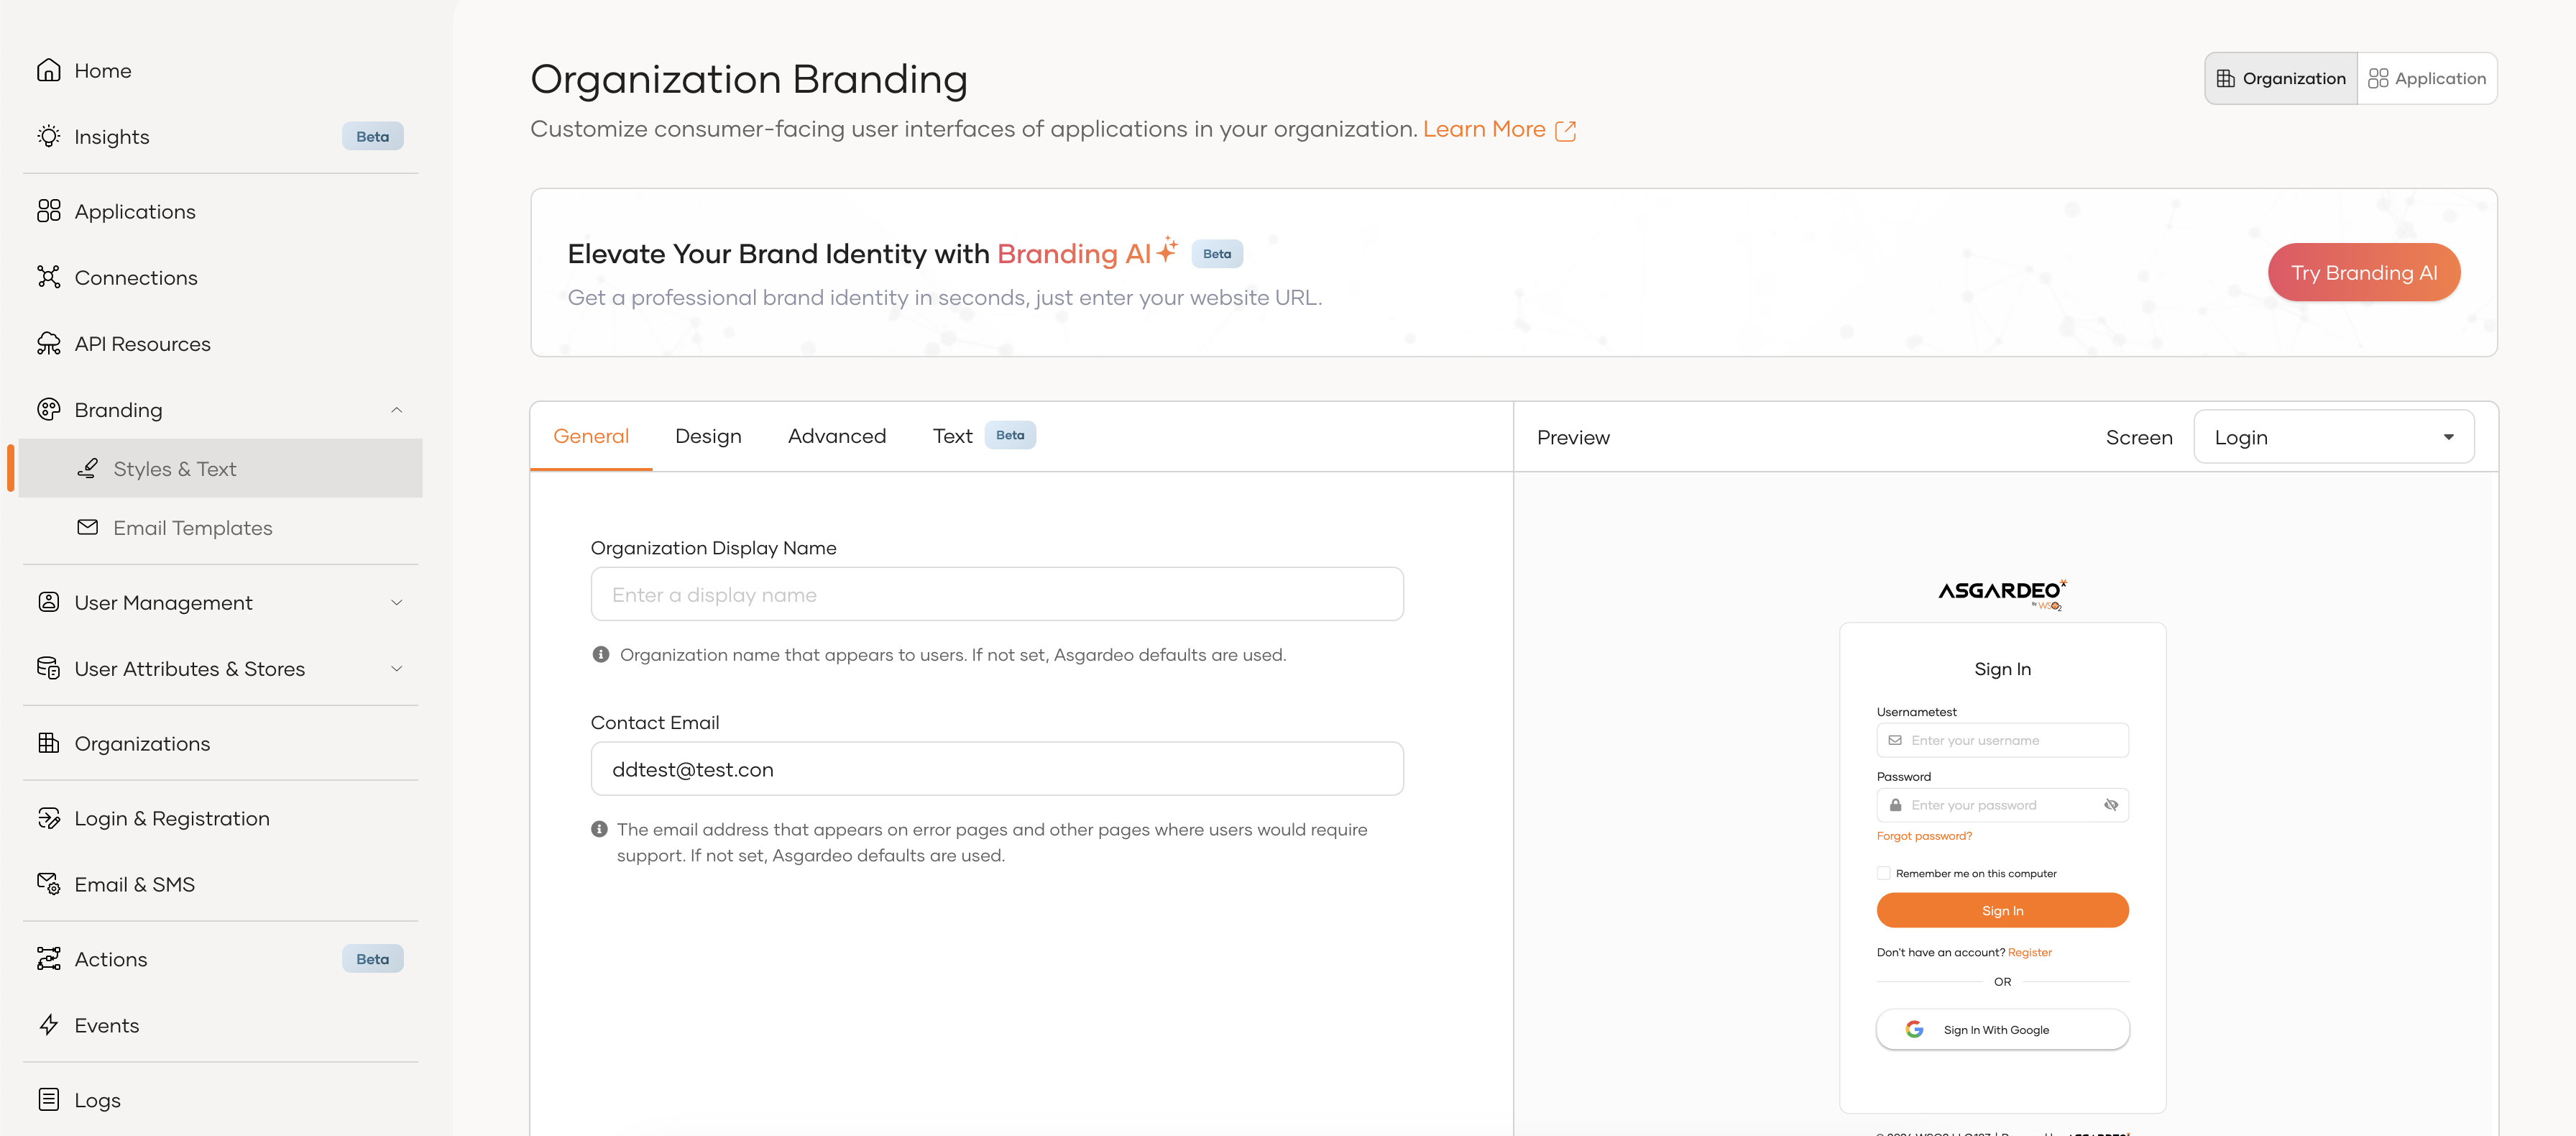 Home
Insights Beta
Applications
Connections
API Resources
Branding
Styles & Text
Email Templates
User Management
User Attributes & Stores
Organizations
Login & Registration
Email & SMS
Actions Beta
Events
Logs
Organization Branding
Customize consumer-facing user interfaces of applications in your organization. Learn More
Organization Application
Elevate Your Brand Identity with Branding AI Beta
Get a professional brand identity in seconds, just enter your website URL.
Try Branding AI
General Design Advanced Text Beta
Organization Display Name
Enter a display name
Organization name that appears to users. If not set, Asgardeo defaults are used.
Contact Email
ddtest@test.con
The email address that appears on error pages and other pages where users would require
support. If not set, Asgardeo defaults are used.
Preview Screen Login
ASGARDEO
by WSO2
Sign In
Usernametest
Enter your username
Password
Enter your password
Forgot password?
Remember me on this computer
Sign In
Don't have an account? Register
OR
Sign In With Google